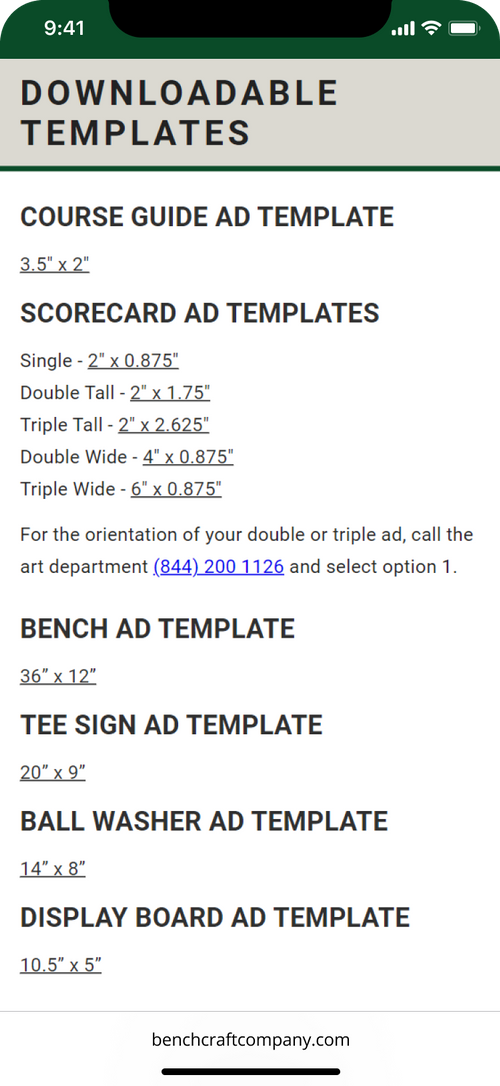 9:41
DOWNLOADABLE
TEMPLATES
COURSE GUIDE AD TEMPLATE
3.5" x 2"
SCORECARD AD TEMPLATES
Single - 2" x 0.875"
Double Tall - 2" x 1.75"
Triple Tall - 2" x 2.625"
Double Wide - 4" x 0.875"
Triple Wide - 6" x 0.875"
For the orientation of your double or triple ad, call the
art department (844) 200 1126 and select option 1.
BENCH AD TEMPLATE
36” x 12”
TEE SIGN AD TEMPLATE
20” x 9”
BALL WASHER AD TEMPLATE
14” x 8”
DISPLAY BOARD AD TEMPLATE
10.5” x 5”
benchcraftcompany.com